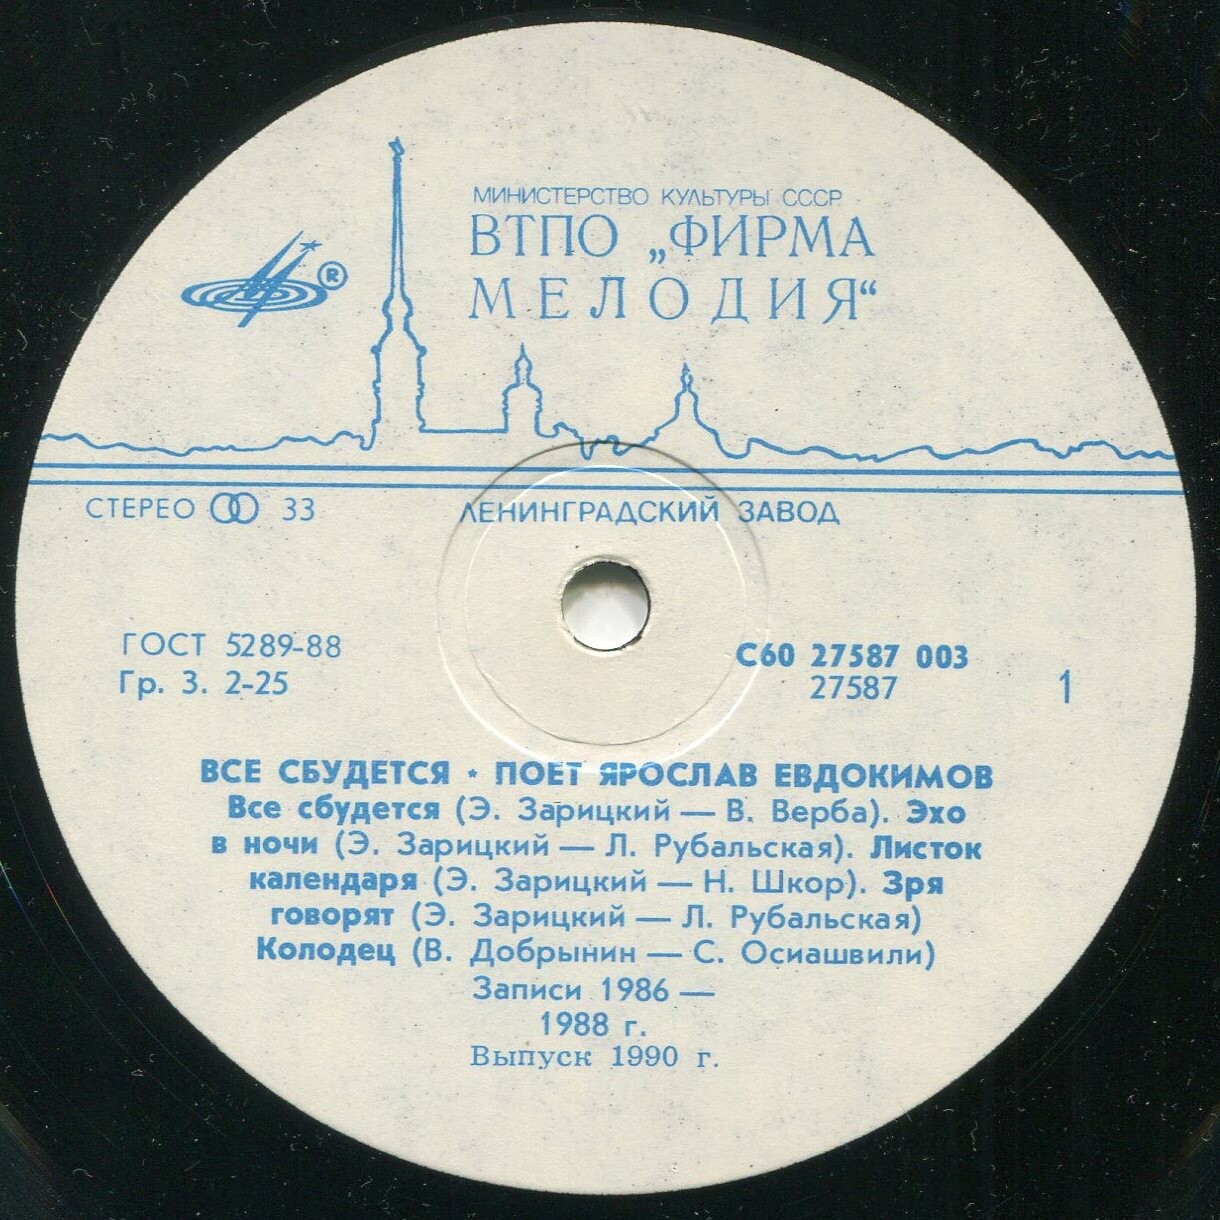 МИНИСТЕРСТВО КУЛЬТУРЫ СССР
ВТПО „ФИРМА
МЕЛОДИЯ“
®
СТЕРЕО 33
ЛЕНИНГРАДСКИЙ ЗАВОД
ГОСТ 5289-88
Гр. 3. 2-25
С60 27587 003
27587
1
ВСЕ СБУДЕТСЯ • ПОЕТ ЯРОСЛАВ ЕВДОКИМОВ
Все сбудется (Э. Зарицкий — В. Верба). Эхо
в ночи (Э. Зарицкий — Л. Рубальская). Листок
календаря (Э. Зарицкий — Н. Шкор). Зря
говорят (Э. Зарицкий — Л. Рубальская)
Колодец (В. Добрынин — С. Осиашвили)
Записи 1986 —
1988 г.
Выпуск 1990 г.